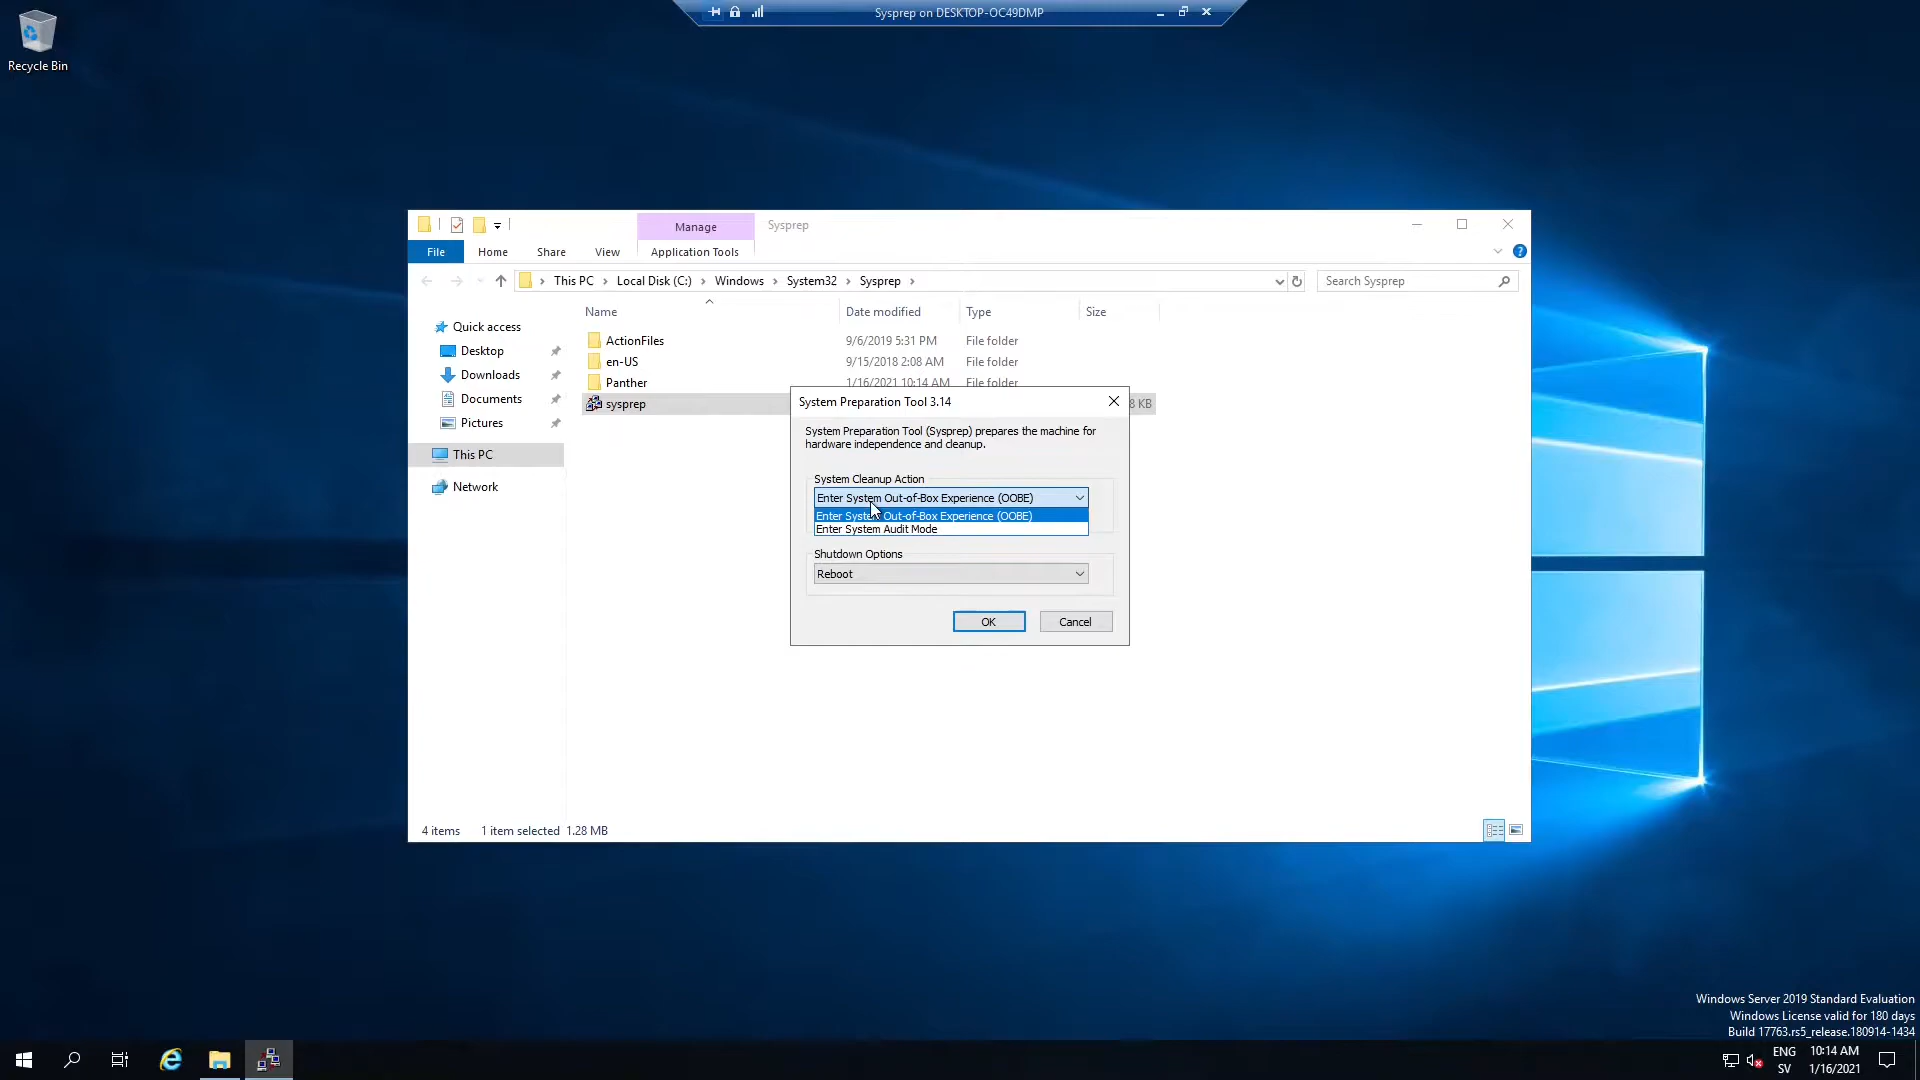 Sysprep on DESKTOP-OC49DMP
Recycle Bin
Manage
Sysprep
File
Home
Share
View
Application Tools
This PC
Local Disk (C:)
Windows
System32
Sysprep
Search Sysprep
Name
Date modified
Type
Size
Quick access
Desktop
Downloads
Documents
Pictures
This PC
Network
ActionFiles
9/6/2019 5:31 PM
File folder
en-US
9/15/2018 2:08 AM
File folder
Panther
1/16/2021 10:14 AM
File folder
sysprep
8 KB
System Preparation Tool 3.14
System Preparation Tool (Sysprep) prepares the machine for
hardware independence and cleanup.
System Cleanup Action
Enter System Out-of-Box Experience (OOBE)
Enter System Out-of-Box Experience (OOBE)
Enter System Audit Mode
Shutdown Options
Reboot
OK
Cancel
4 items
1 item selected 1.28 MB
Windows Server 2019 Standard Evaluation
Windows License valid for 180 days
Build 17763.rs5_release.180914-1434
ENG
SV
10:14 AM
1/16/2021